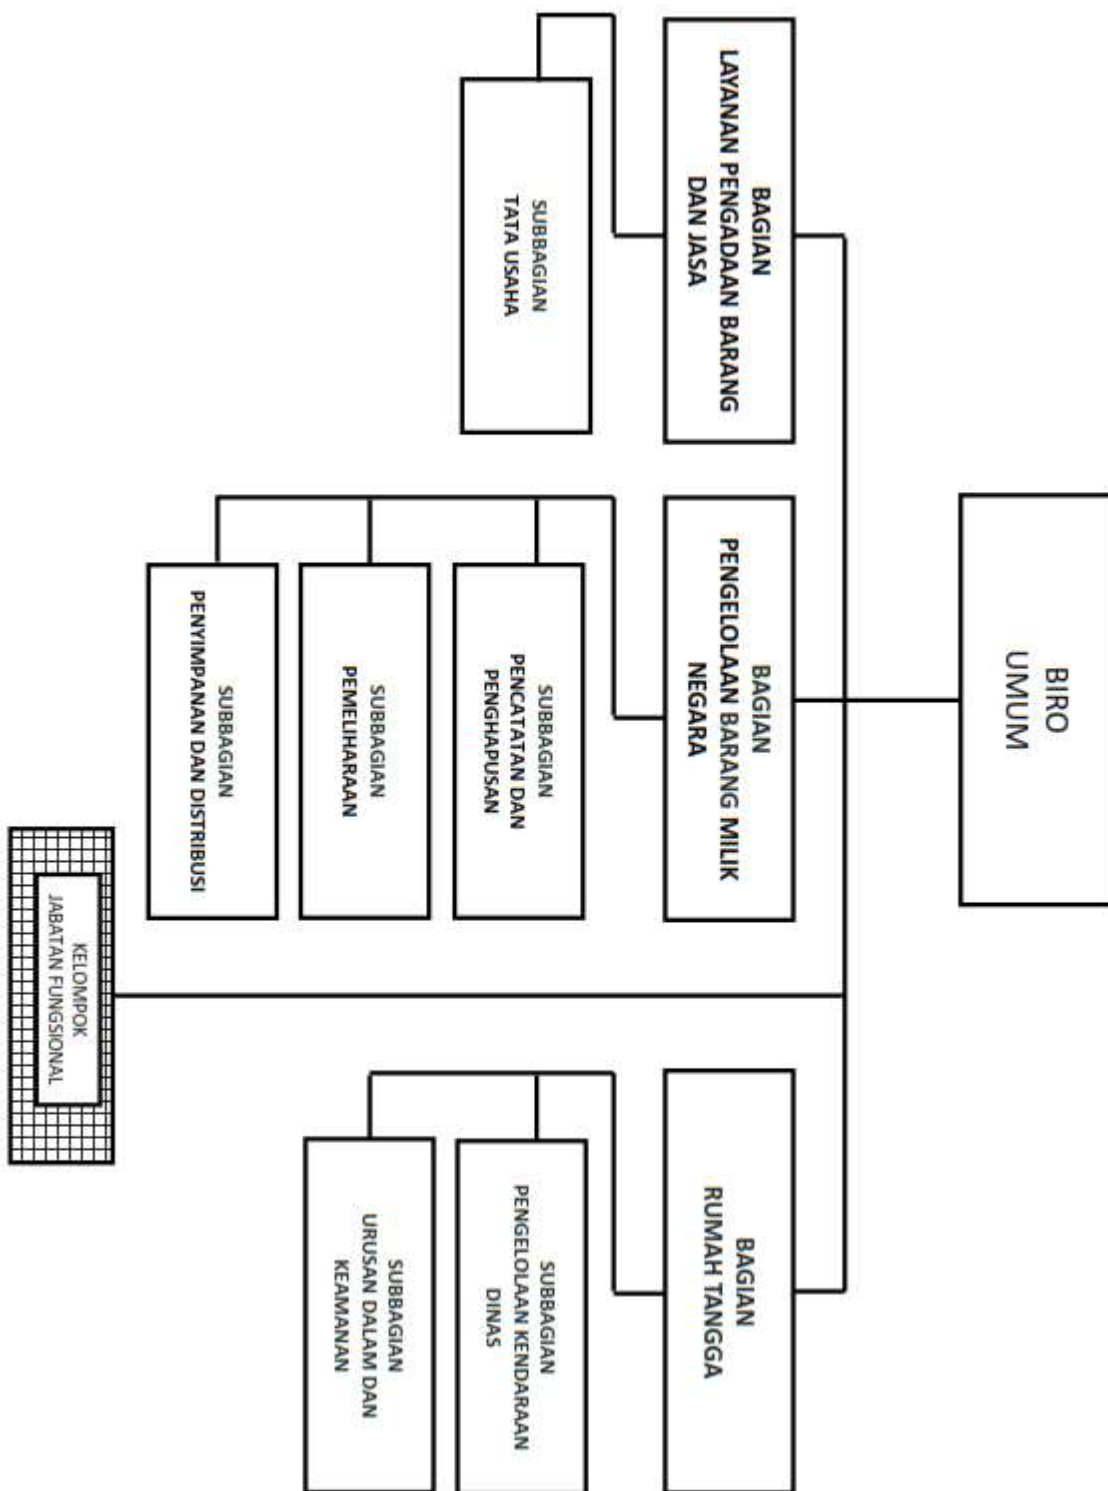 BIRO
UMUM
BAGIAN
LAYANAN PENGADAAN BARANG
DAN JASA
BAGIAN
PENGELOLAAN BARANG MILIK
NEGARA
BAGIAN
RUMAH TANGGA
SUBBAGIAN
TATA USAHA
SUBBAGIAN
PENCATATAN DAN
PENGHAPUSAN
SUBBAGIAN
PEMELIHARAAN
SUBBAGIAN
PENYIMPANAN DAN DISTRIBUSI
SUBBAGIAN
PENGELOLAAN KENDARAAN
DINAS
SUBBAGIAN
URUSAN DALAM DAN
KEAMANAN
KELOMPOK
JABATAN FUNGSIONAL